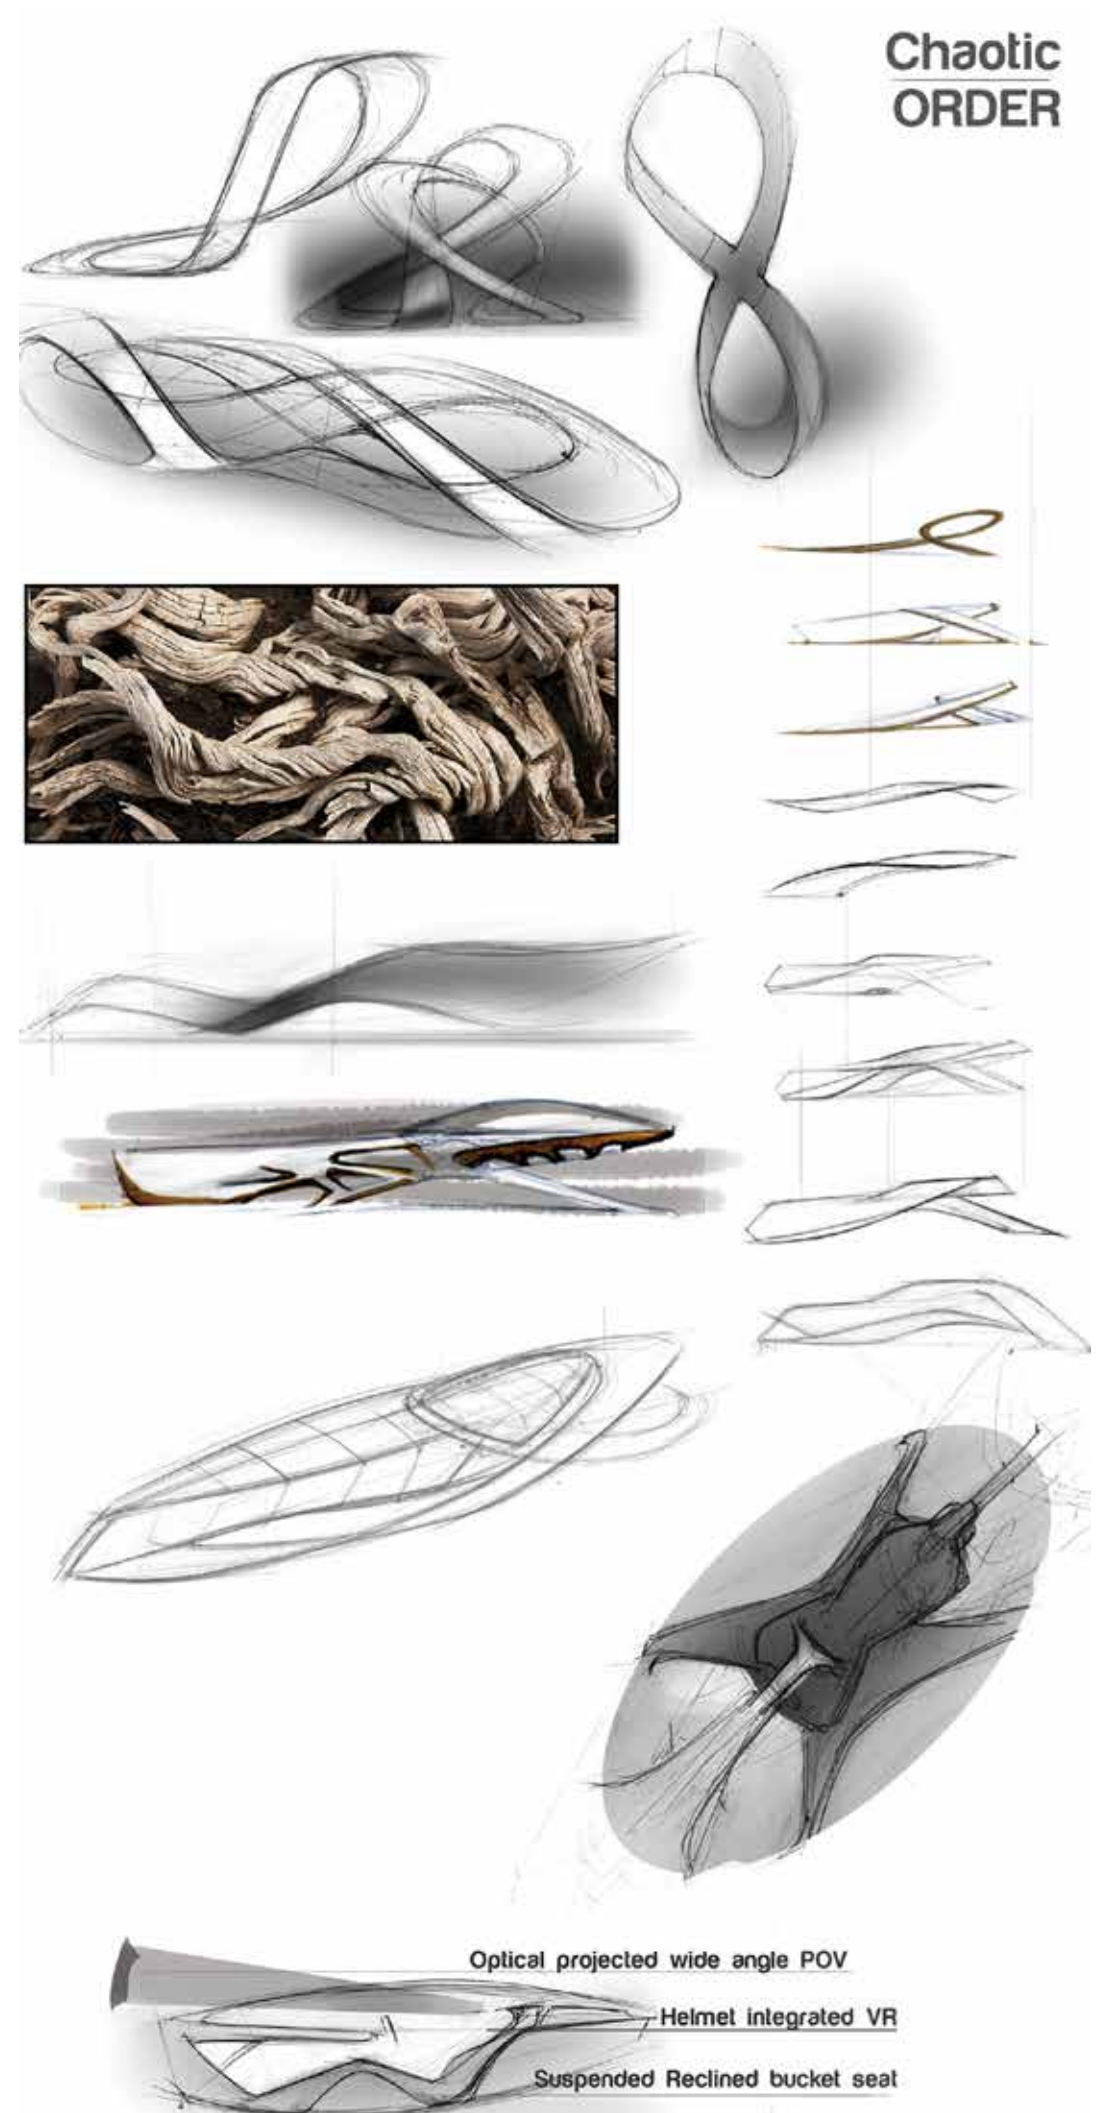 Chaotic
ORDER
Optical projected wide angle POV
Helmet integrated VR
Suspended Reclined bucket seat